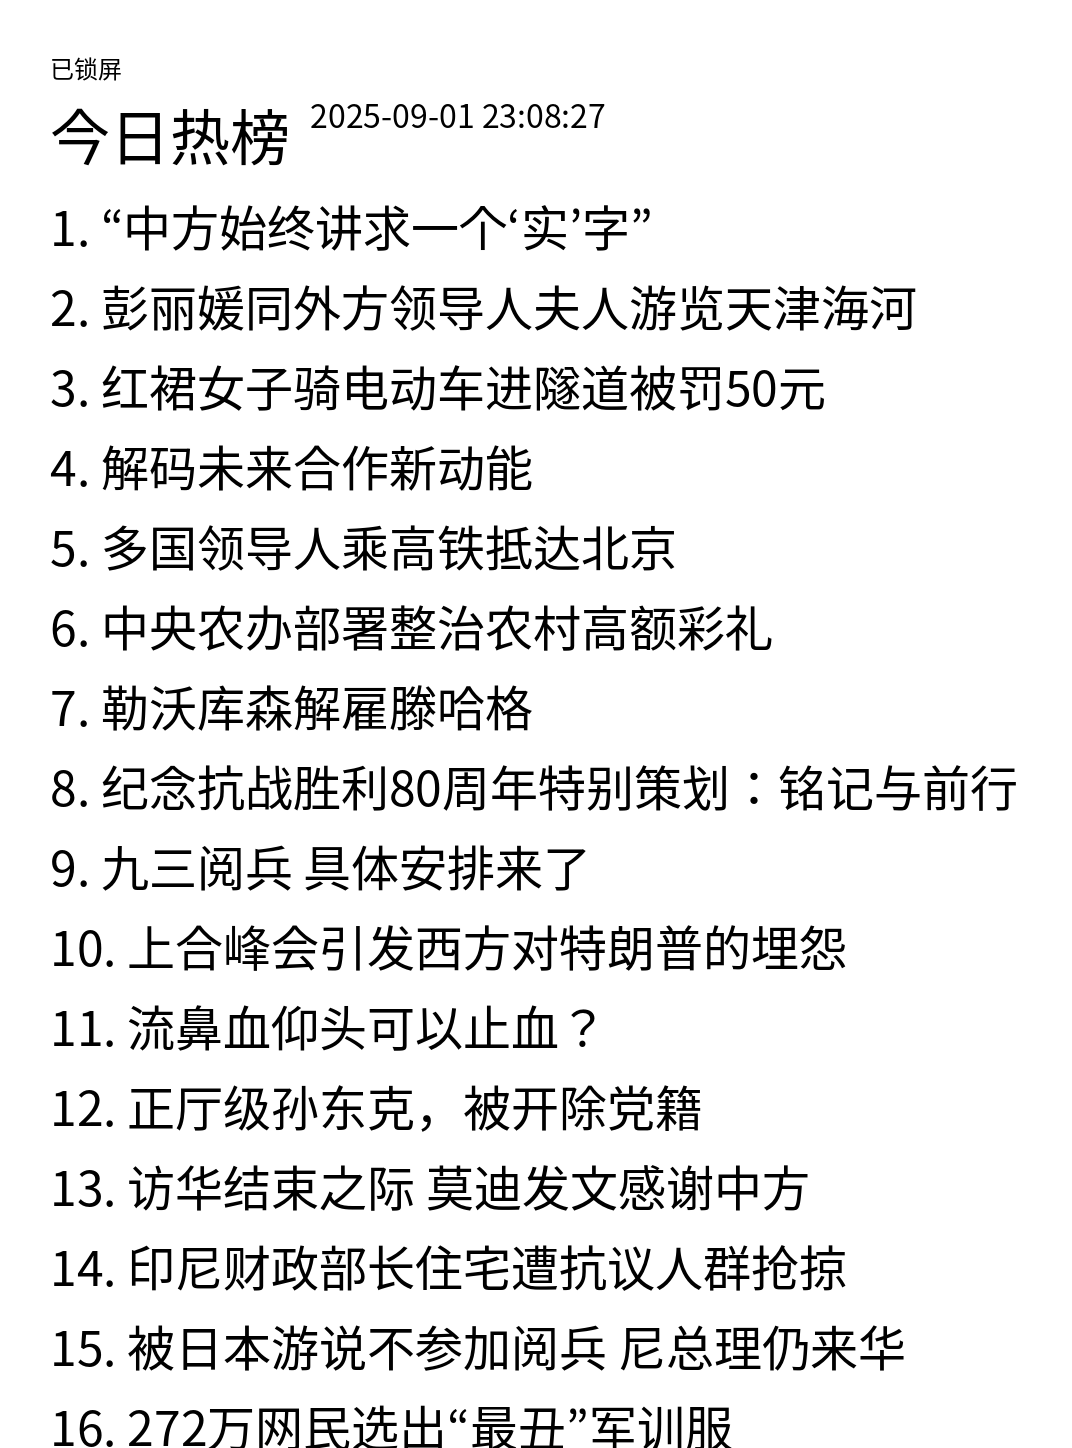 已锁屏
今日热榜 2025-09-01 23:08:27
1. “中方始终讲求一个‘实’字”
2. 彭丽媛同外方领导人夫人游览天津海河
3. 红裙女子骑电动车进隧道被罚50元
4. 解码未来合作新动能
5. 多国领导人乘高铁抵达北京
6. 中央农办部署整治农村高额彩礼
7. 勒沃库森解雇滕哈格
8. 纪念抗战胜利80周年特别策划：铭记与前行
9. 九三阅兵 具体安排来了
10. 上合峰会引发西方对特朗普的埋怨
11. 流鼻血仰头可以止血？
12. 正厅级孙东克，被开除党籍
13. 访华结束之际 莫迪发文感谢中方
14. 印尼财政部长住宅遭抗议人群抢掠
15. 被日本游说不参加阅兵 尼总理仍来华
16. 272万网民选出“最丑”军训服